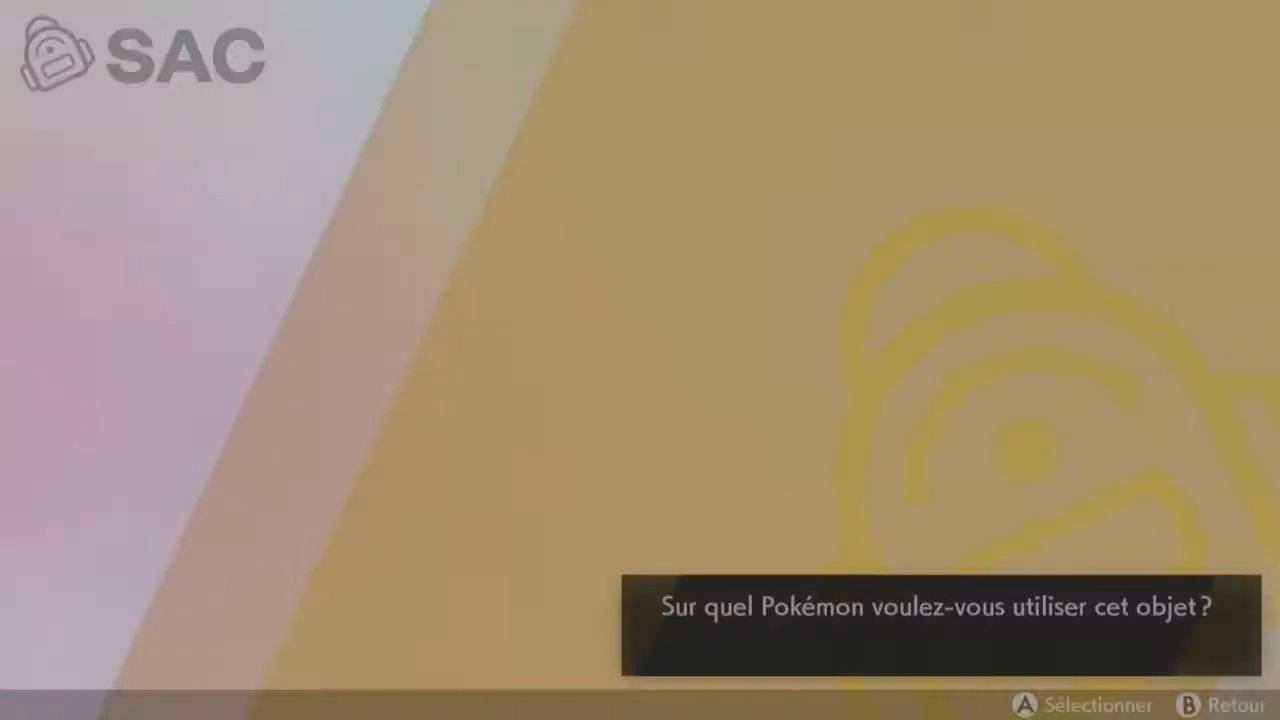 SAC
Sur quel Pokémon voulez-vous utiliser cet objet ?
A Sélectionner B Retour